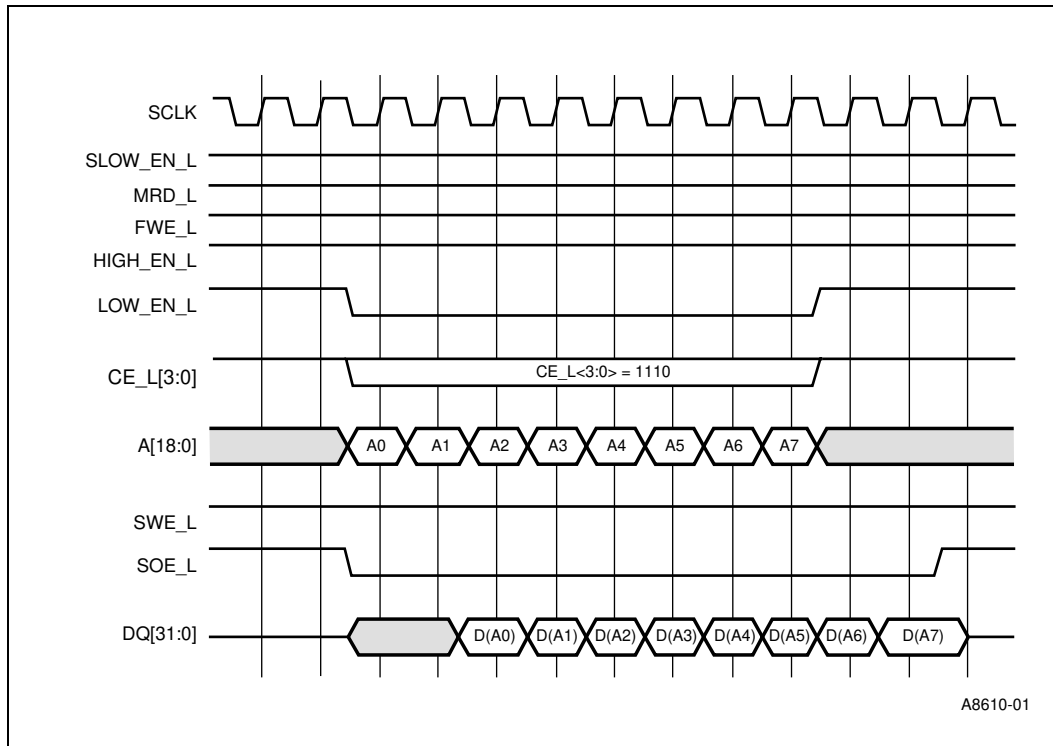 SCLK
SLOW_EN_L
MRD_L
FWE_L
HIGH_EN_L
LOW_EN_L
CE_L[3:0] CE_L<3:0> = 1110
A[18:0] A0 A1 A2 A3 A4 A5 A6 A7
SWE_L
SOE_L
DQ[31:0] D(A0) D(A1) D(A2) D(A3) D(A4) D(A5) D(A6) D(A7)
A8610-01